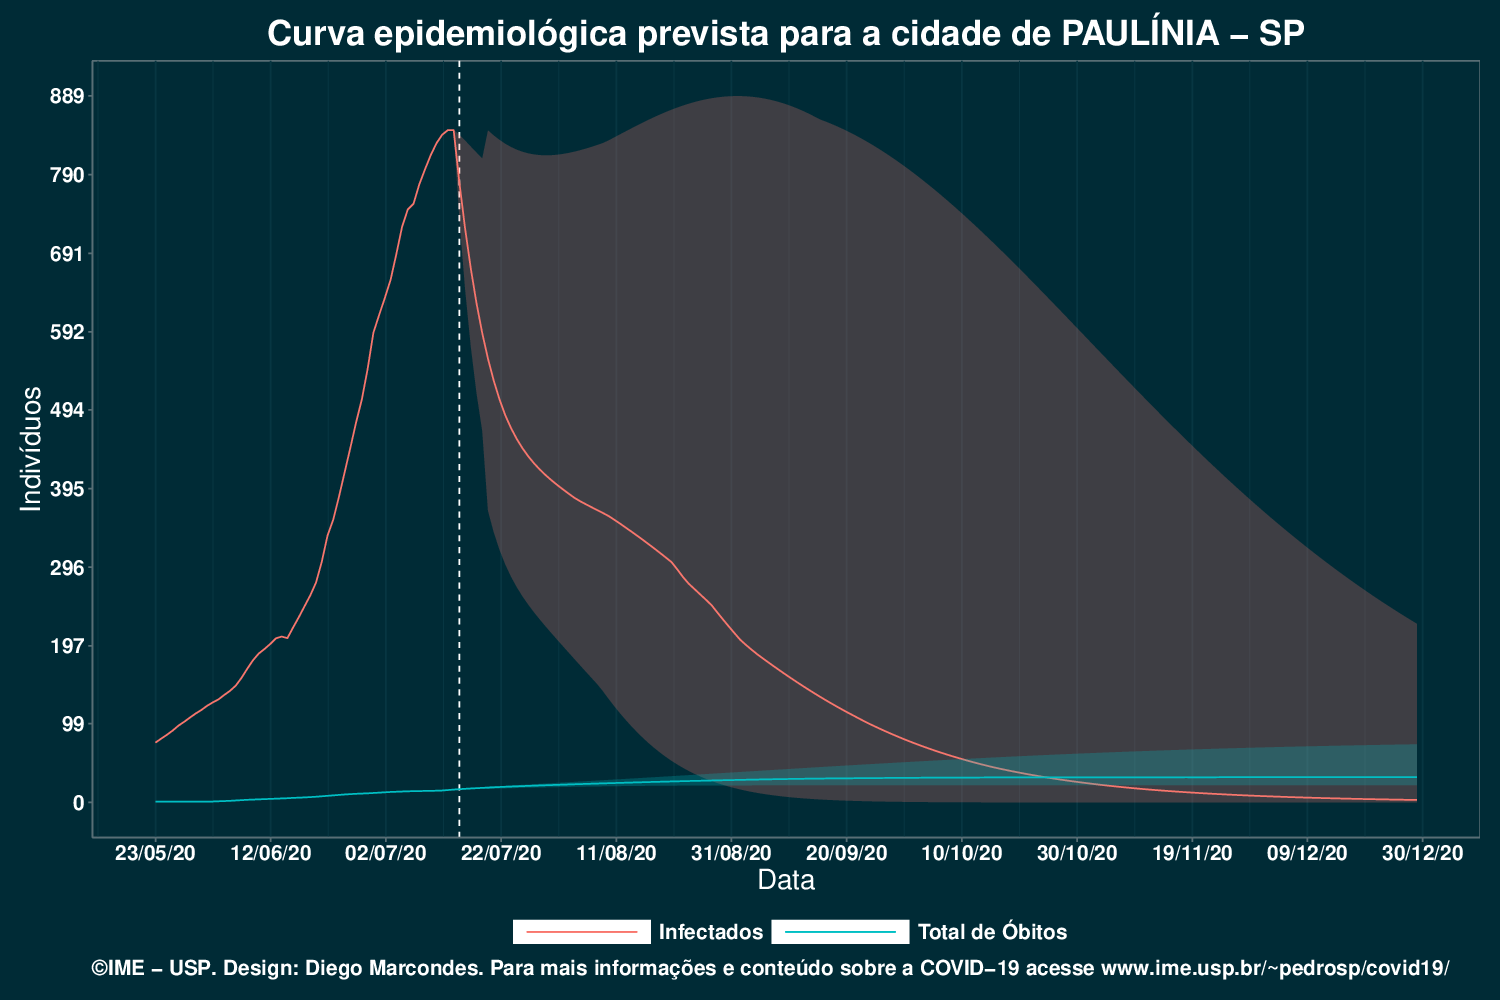 Curva epidemiológica prevista para a cidade de PAULÍNIA − SP
889
790
691
592
494
395
296
197
99
0
Indivíduos
23/05/20 12/06/20 02/07/20 22/07/20 11/08/20 31/08/20 20/09/20 10/10/20 30/10/20 19/11/20 09/12/20 30/12/20
Data
Infectados Total de Óbitos
©IME − USP. Design: Diego Marcondes. Para mais informações e conteúdo sobre a COVID−19 acesse www.ime.usp.br/~pedrosp/covid19/